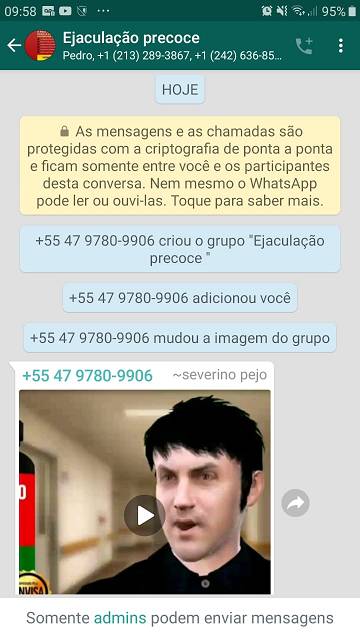 09:58
95%
Ejaculação precoce
Pedro, +1 (213) 289-3867, +1 (242) 636-85...
HOJE
As mensagens e as chamadas são
protegidas com a criptografia de ponta a ponta
e ficam somente entre você e os participantes
desta conversa. Nem mesmo o WhatsApp
pode ler ou ouvi-las. Toque para saber mais.
+55 47 9780-9906 criou o grupo "Ejaculação
precoce "
+55 47 9780-9906 adicionou você
+55 47 9780-9906 mudou a imagem do grupo
+55 47 9780-9906 ~severino pejo
NVISA
Somente admins podem enviar mensagens